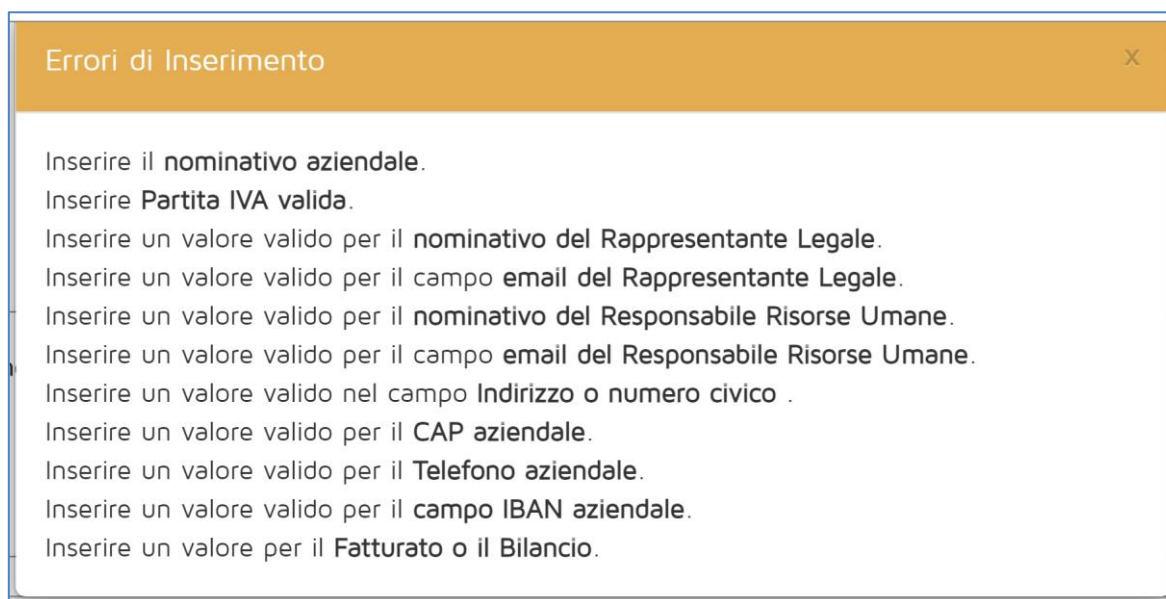 Errori di Inserimento x
Inserire il nominativo aziendale.
Inserire Partita IVA valida.
Inserire un valore valido per il nominativo del Rappresentante Legale.
Inserire un valore valido per il campo email del Rappresentante Legale.
Inserire un valore valido per il nominativo del Responsabile Risorse Umane.
Inserire un valore valido per il campo email del Responsabile Risorse Umane.
Inserire un valore valido nel campo Indirizzo o numero civico .
Inserire un valore valido per il CAP aziendale.
Inserire un valore valido per il Telefono aziendale.
Inserire un valore valido per il campo IBAN aziendale.
Inserire un valore per il Fatturato o il Bilancio.